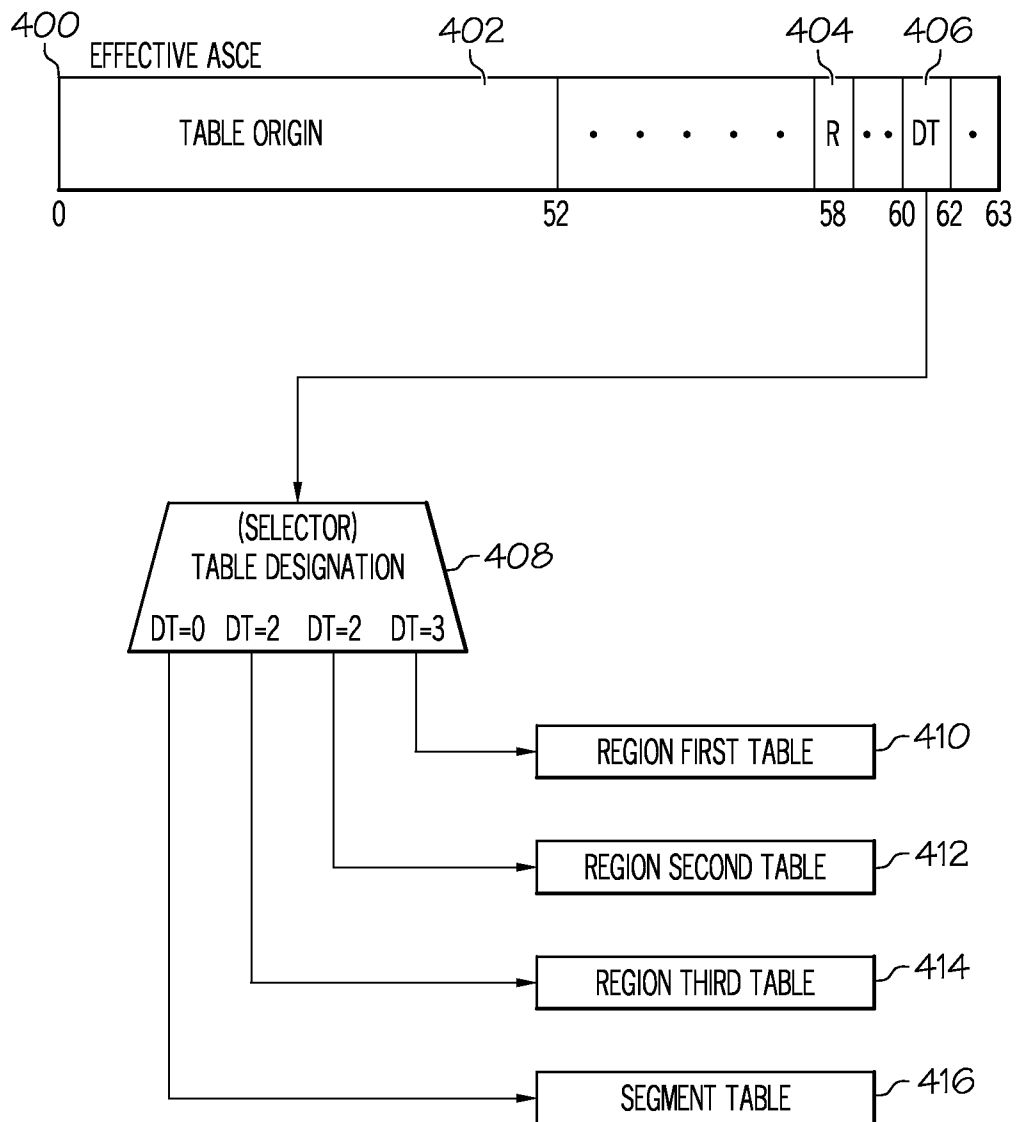 400 402 404 406
EFFECTIVE ASCE
TABLE ORIGIN . . . . . R . . DT .
0 52 58 60 62 63
(SELECTOR)
TABLE DESIGNATION
408
DT=0 DT=2 DT=2 DT=3
REGION FIRST TABLE 410
REGION SECOND TABLE 412
REGION THIRD TABLE 414
SEGMENT TABLE 416